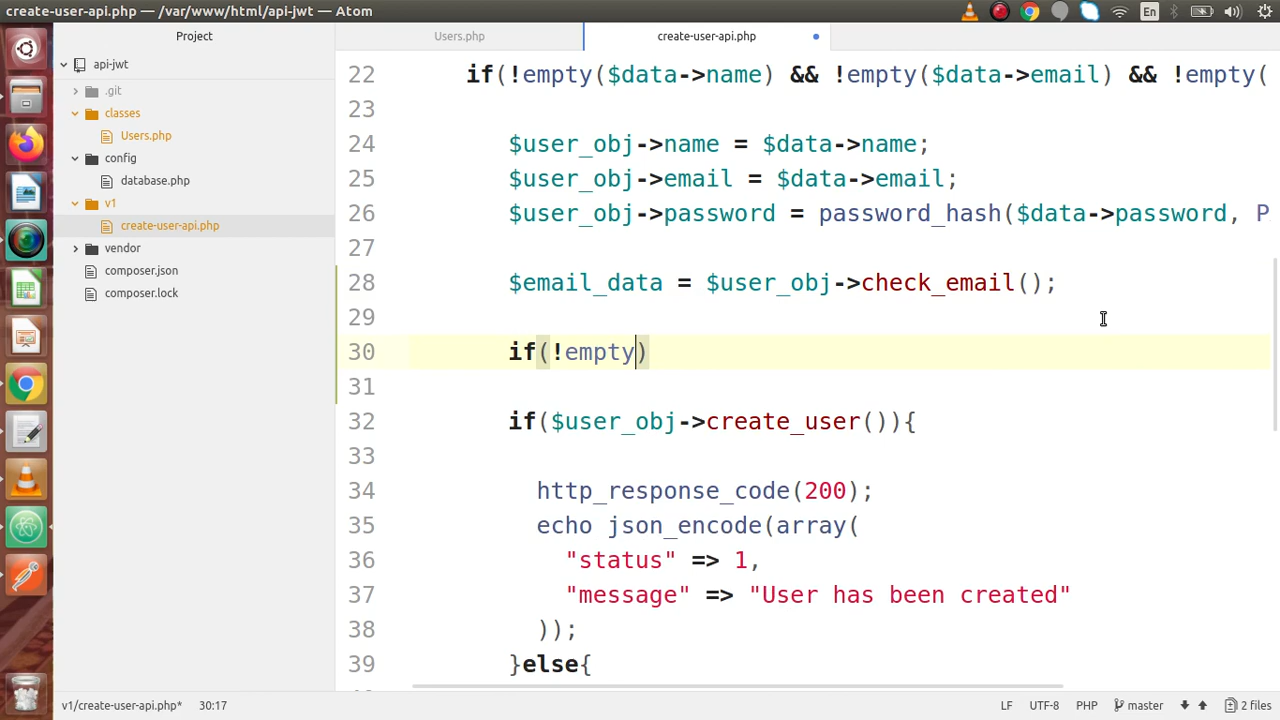 create-user-api.php — /var/www/html/api-jwt — Atom
En
Project
Users.php
create-user-api.php
api-jwt
.git
classes
Users.php
config
database.php
v1
create-user-api.php
vendor
composer.json
composer.lock
22 if(!empty($data->name) && !empty($data->email) && !empty(
23
24 $user_obj->name = $data->name;
25 $user_obj->email = $data->email;
26 $user_obj->password = password_hash($data->password, P
27
28 $email_data = $user_obj->check_email();
29
30 if(!empty)
31
32 if($user_obj->create_user()){
33
34 http_response_code(200);
35 echo json_encode(array(
36 "status" => 1,
37 "message" => "User has been created"
38 ));
39 }else{
v1/create-user-api.php* 30:17
LF UTF-8 PHP master 2 files